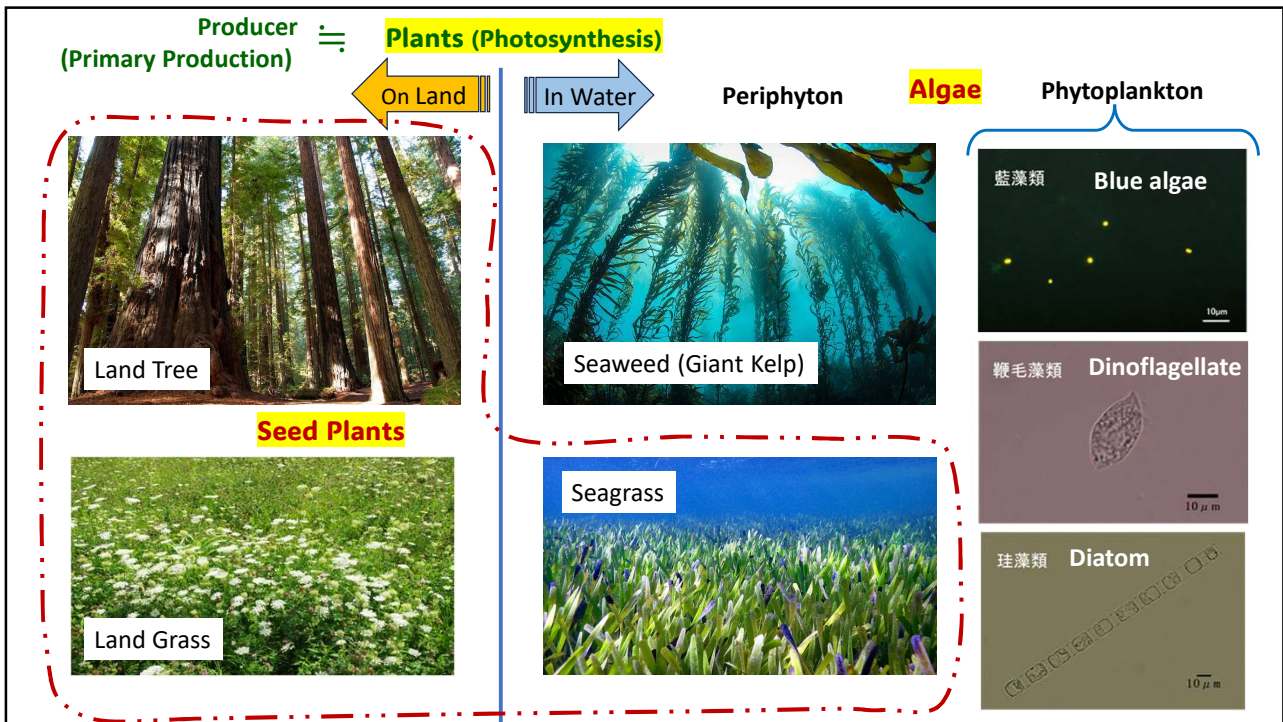 Producer ≒ Plants (Photosynthesis)
(Primary Production)
On Land
In Water
Periphyton
Algae
Phytoplankton
Land Tree
Seaweed (Giant Kelp)
藍藻類 Blue algae
10μm
鞭毛藻類 Dinoflagellate
10μm
Seed Plants
Land Grass
Seagrass
珪藻類 Diatom
10μm